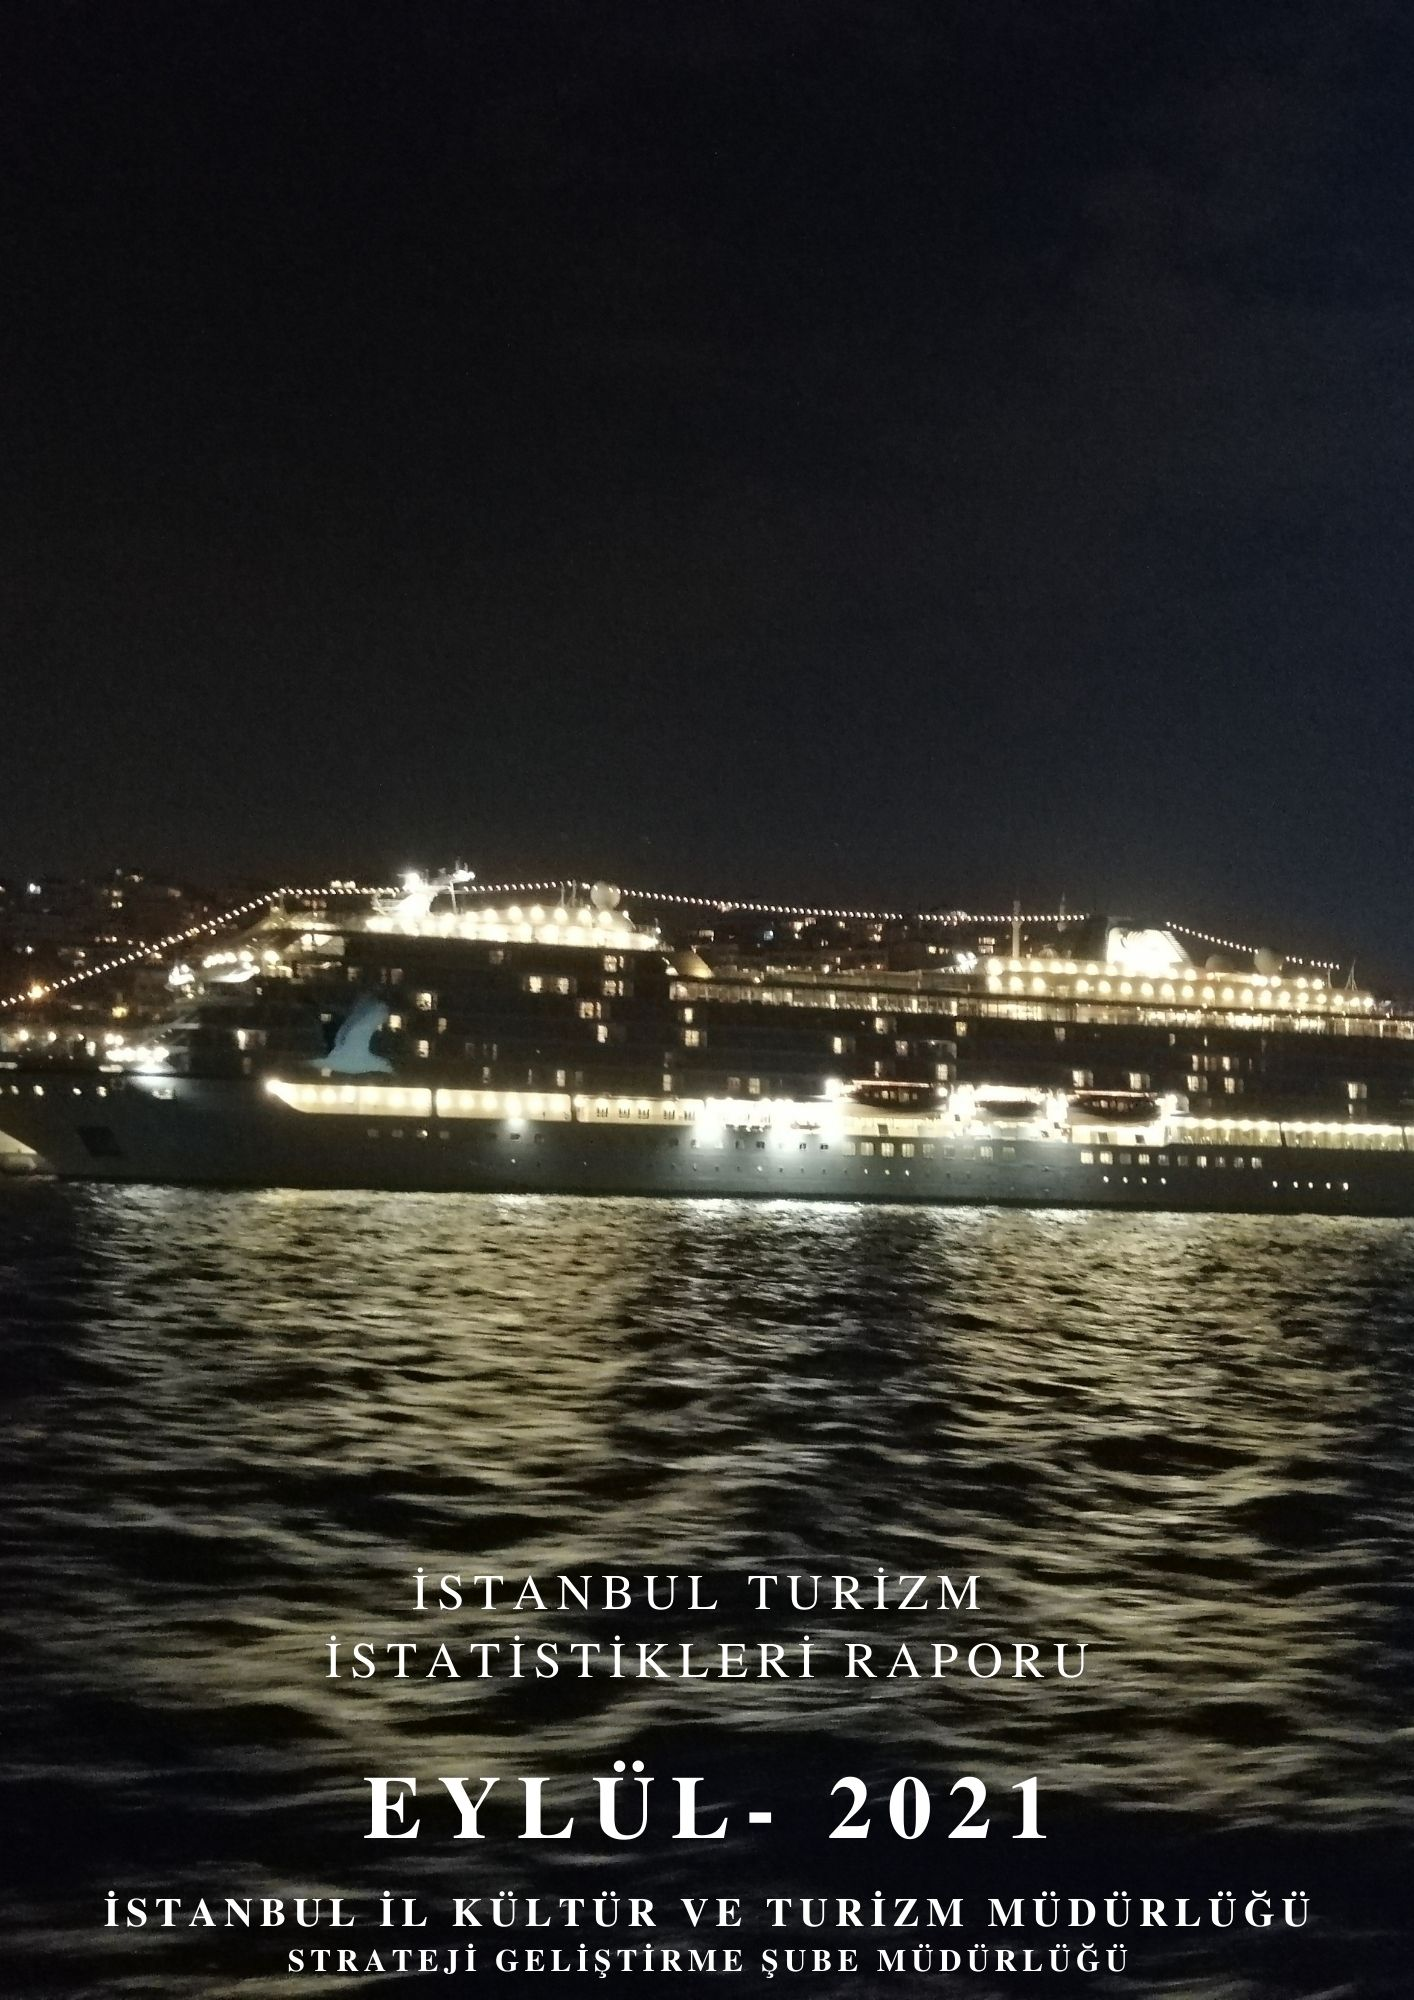 İSTANBUL TURİZM
İSTATİSTİKLERİ RAPORU
EYLÜL- 2021
İSTANBUL İL KÜLTÜR VE TURİZM MÜDÜRLÜĞÜ
STRATEJİ GELİŞTİRME ŞUBE MÜDÜRLÜĞÜ